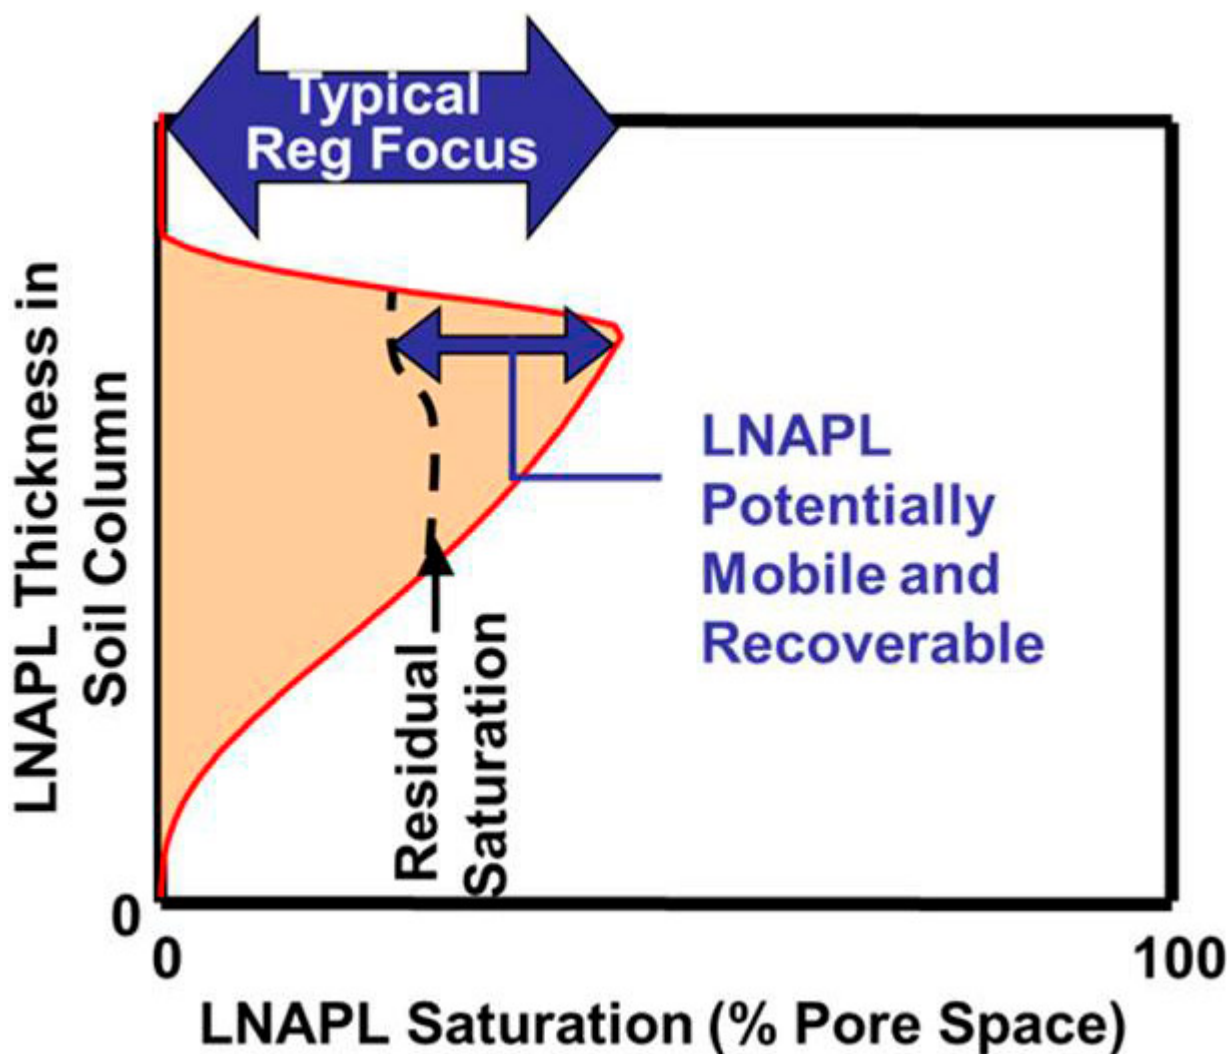 Typical
Reg Focus
LNAPL Thickness in
Soil Column
LNAPL
Potentially
Mobile and
Recoverable
Residual
Saturation
0
0
100
LNAPL Saturation (% Pore Space)